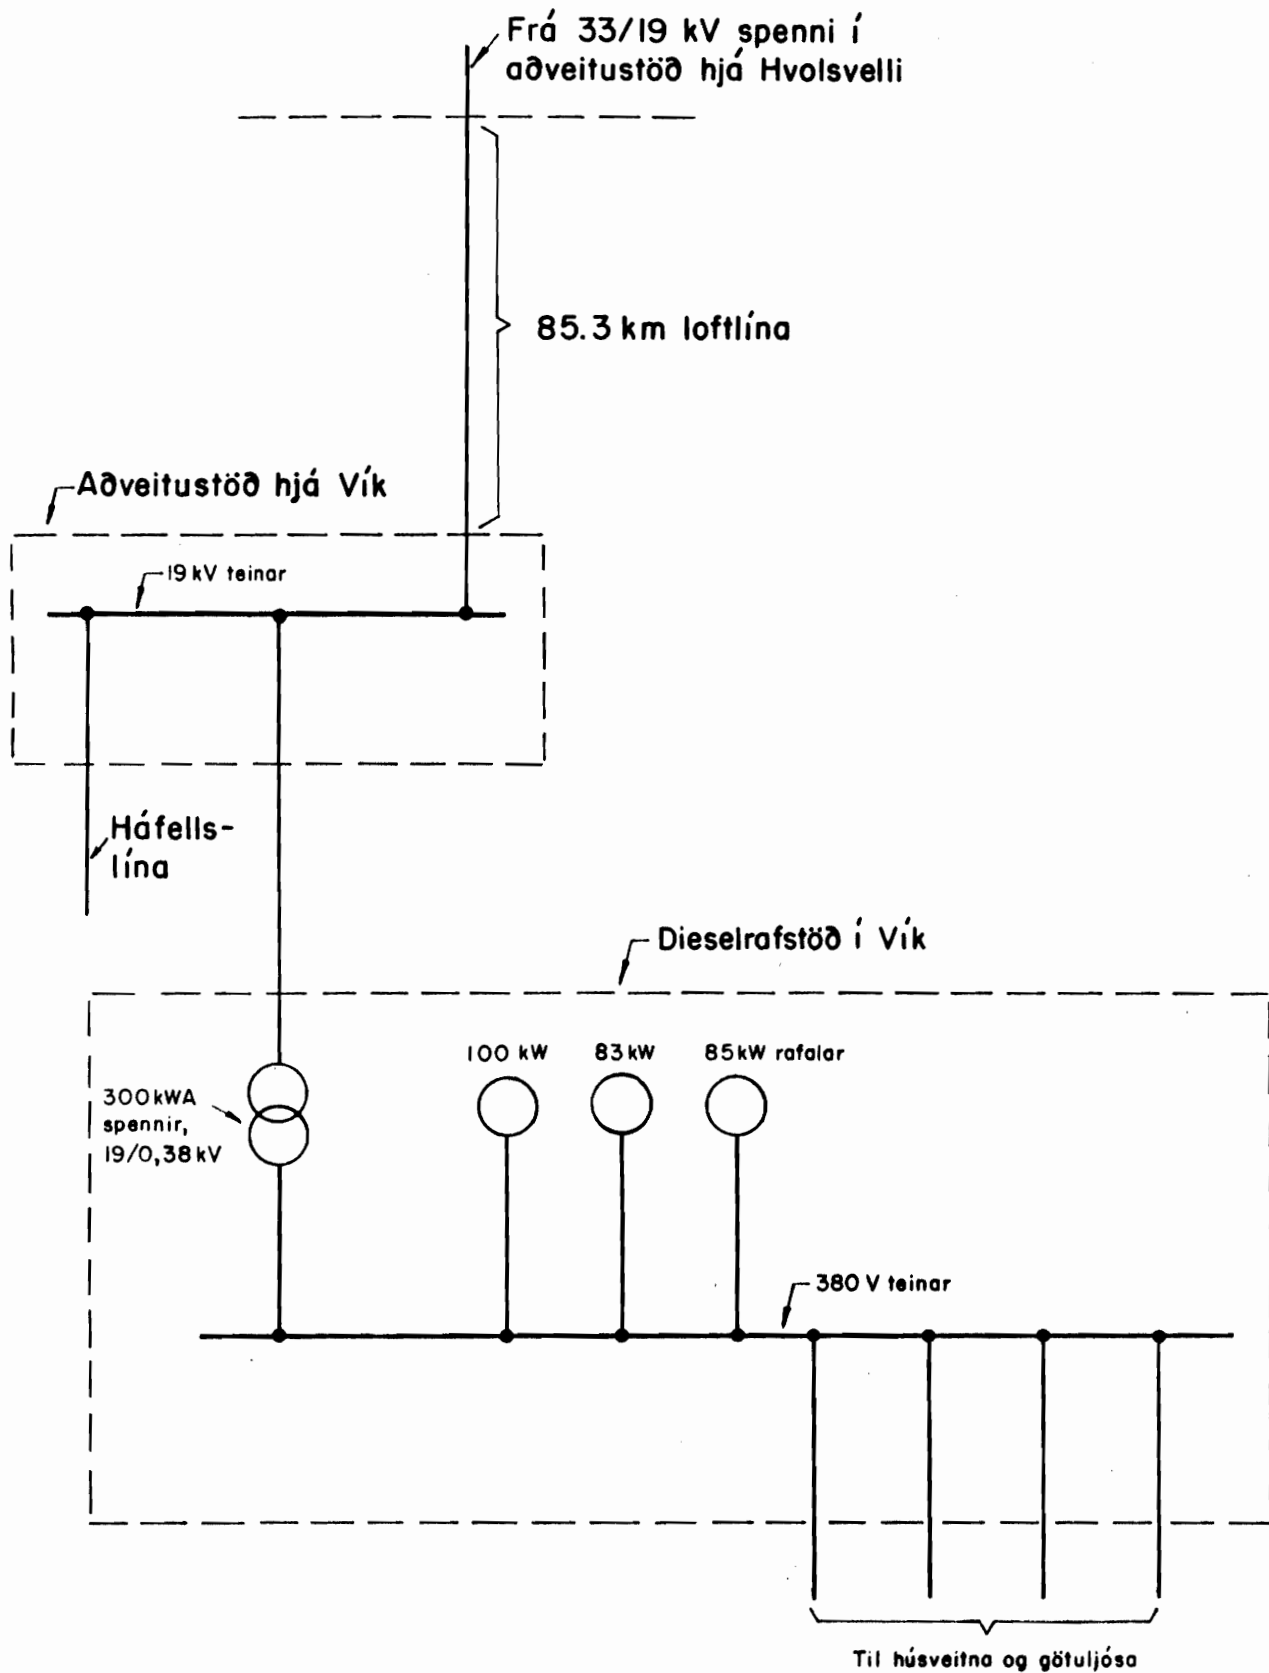 Frá 33/19 kV spenni í
aðveitustöð hjá Hvolsvelli
85.3 km loftlína
Aðveitustöð hjá Vík
19 kV teinar
Háfells-
lína
Dieselrafstöð í Vík
100 kW
83 kW
85 kW rafalar
300 kWA
spennir,
19/0,38 kV
380 V teinar
Til húsveitna og götuljósa